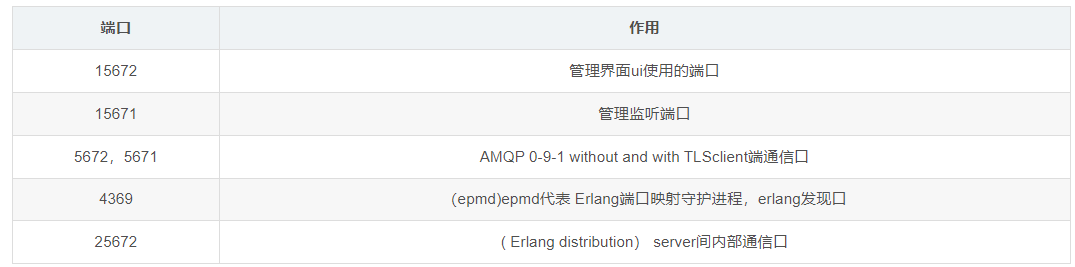 端口 作用
15672 管理界面ui使用的端口
15671 管理监听端口
5672，5671 AMQP 0-9-1 without and with TLSclient端通信口
4369 (epmd)epmd代表 Erlang端口映射守护进程，erlang发现口
25672 ( Erlang distribution） server间内部通信口